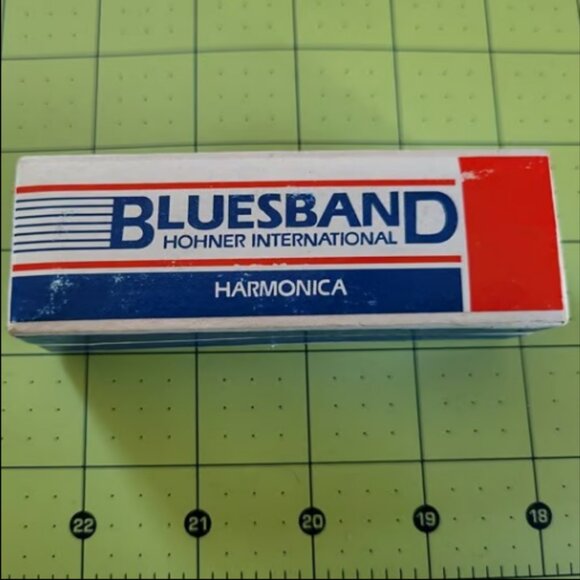 BLUESBAND
HOHNER INTERNATIONAL
HARMONICA
22 21 20 19 18